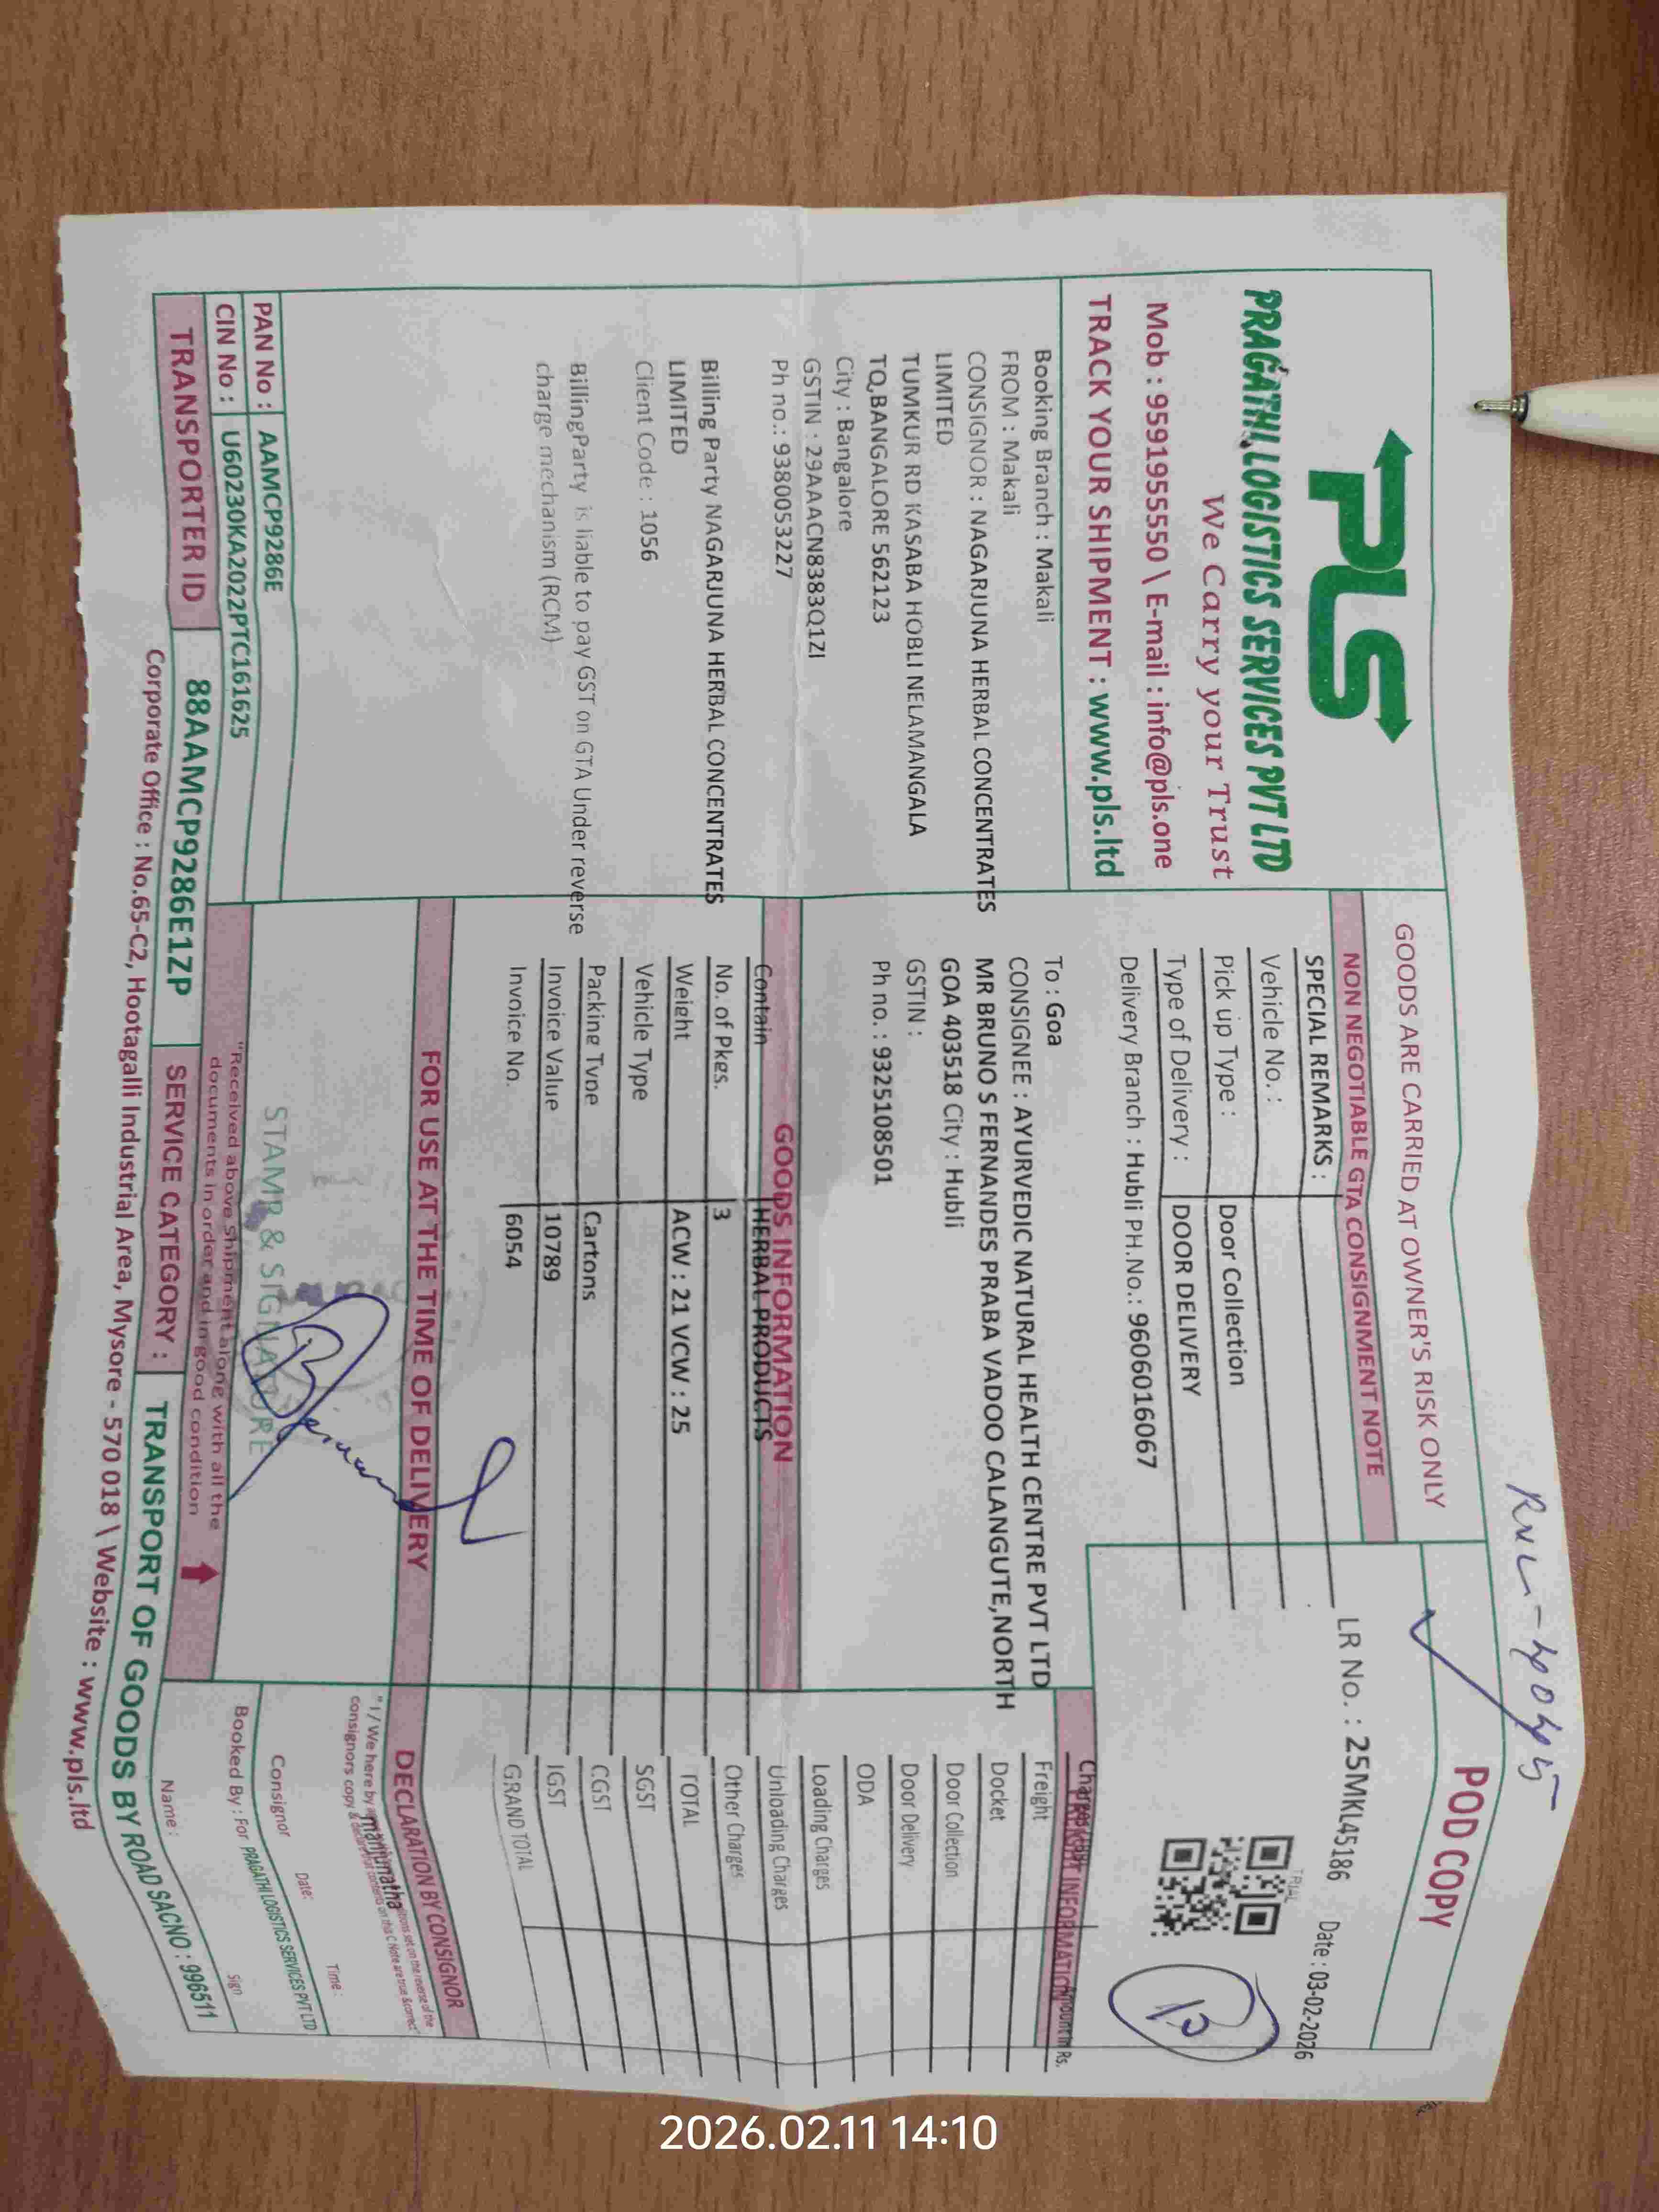 PLS
PRAGATHI LOGISTICS SERVICES PVT LTD
We Carry your Trust
Mob : 9591955550 \ E-mail : info@pls.one
TRACK YOUR SHIPMENT : www.pls.ltd
GOODS ARE CARRIED AT OWNER'S RISK ONLY
NON NEGOTIABLE GTA CONSIGNMENT NOTE
SPECIAL REMARKS :
Vehicle No. :
Pick up Type : Door Collection
Type of Delivery : DOOR DELIVERY
Delivery Branch : Hubli PH.No.: 9606016067
POD COPY
LR No. : 25MKL45186 Date : 03-02-2026
TRIAL
Booking Branch : Makali
FROM : Makali
CONSIGNOR : NAGARJUNA HERBAL CONCENTRATES
LIMITED
TUMKUR RD KASABA HOBLI NELAMANGALA
TQ,BANGALORE 562123
City : Bangalore
GSTIN : 29AAACN8383Q1ZI
Ph no.: 9380053227
Billing Party NAGARJUNA HERBAL CONCENTRATES
LIMITED
Client Code : 1056
BillingParty is liable to pay GST on GTA Under reverse
charge mechanism (RCM)
To : Goa
CONSIGNEE : AYURVEDIC NATURAL HEALTH CENTRE PVT LTD
MR BRUNO S FERNANDES PRABA VADOO CALANGUTE,NORTH
GOA 403518 City : Hubli
GSTIN :
Ph no. : 9325108501
GOODS INFORMATION
Contain HERBAL PRODUCTS
No. of Pkgs. 3
Weight ACW : 21 VCW : 25
Vehicle Type
Packing Type Cartons
Invoice Value 10789
Invoice No. 6054
FOR USE AT THE TIME OF DELIVERY
STAMP & SIGNATURE
"Received above Shipment alone with all the
documents in order and in good condition
FREIGHT INFORMATION
Amount in Rs.
Freight
Docket
Door Collection
Door Delivery
ODA
Loading Charges
Unloading Charges
Other Charges
TOTAL
SGST
CGST
IGST
GRAND TOTAL
DECLARATION BY CONSIGNOR
"I / We here by
manjunatha
consignors copy &
Consignor Date: Time :
Booked By : For PRAGATHI LOGISTICS SERVICES PVT LTD
Name : Sign
PAN No : AAMCP9286E
CIN No : U60230KA2022PTC161625
TRANSPORTER ID 88AAMCP9286E1ZP SERVICE CATEGORY : TRANSPORT OF GOODS BY ROAD SACNO : 996511
Corporate Office : No.65-C2, Hootagalli Industrial Area, Mysore - 570 018 \ Website : www.pls.ltd
2026.02.11 14:10